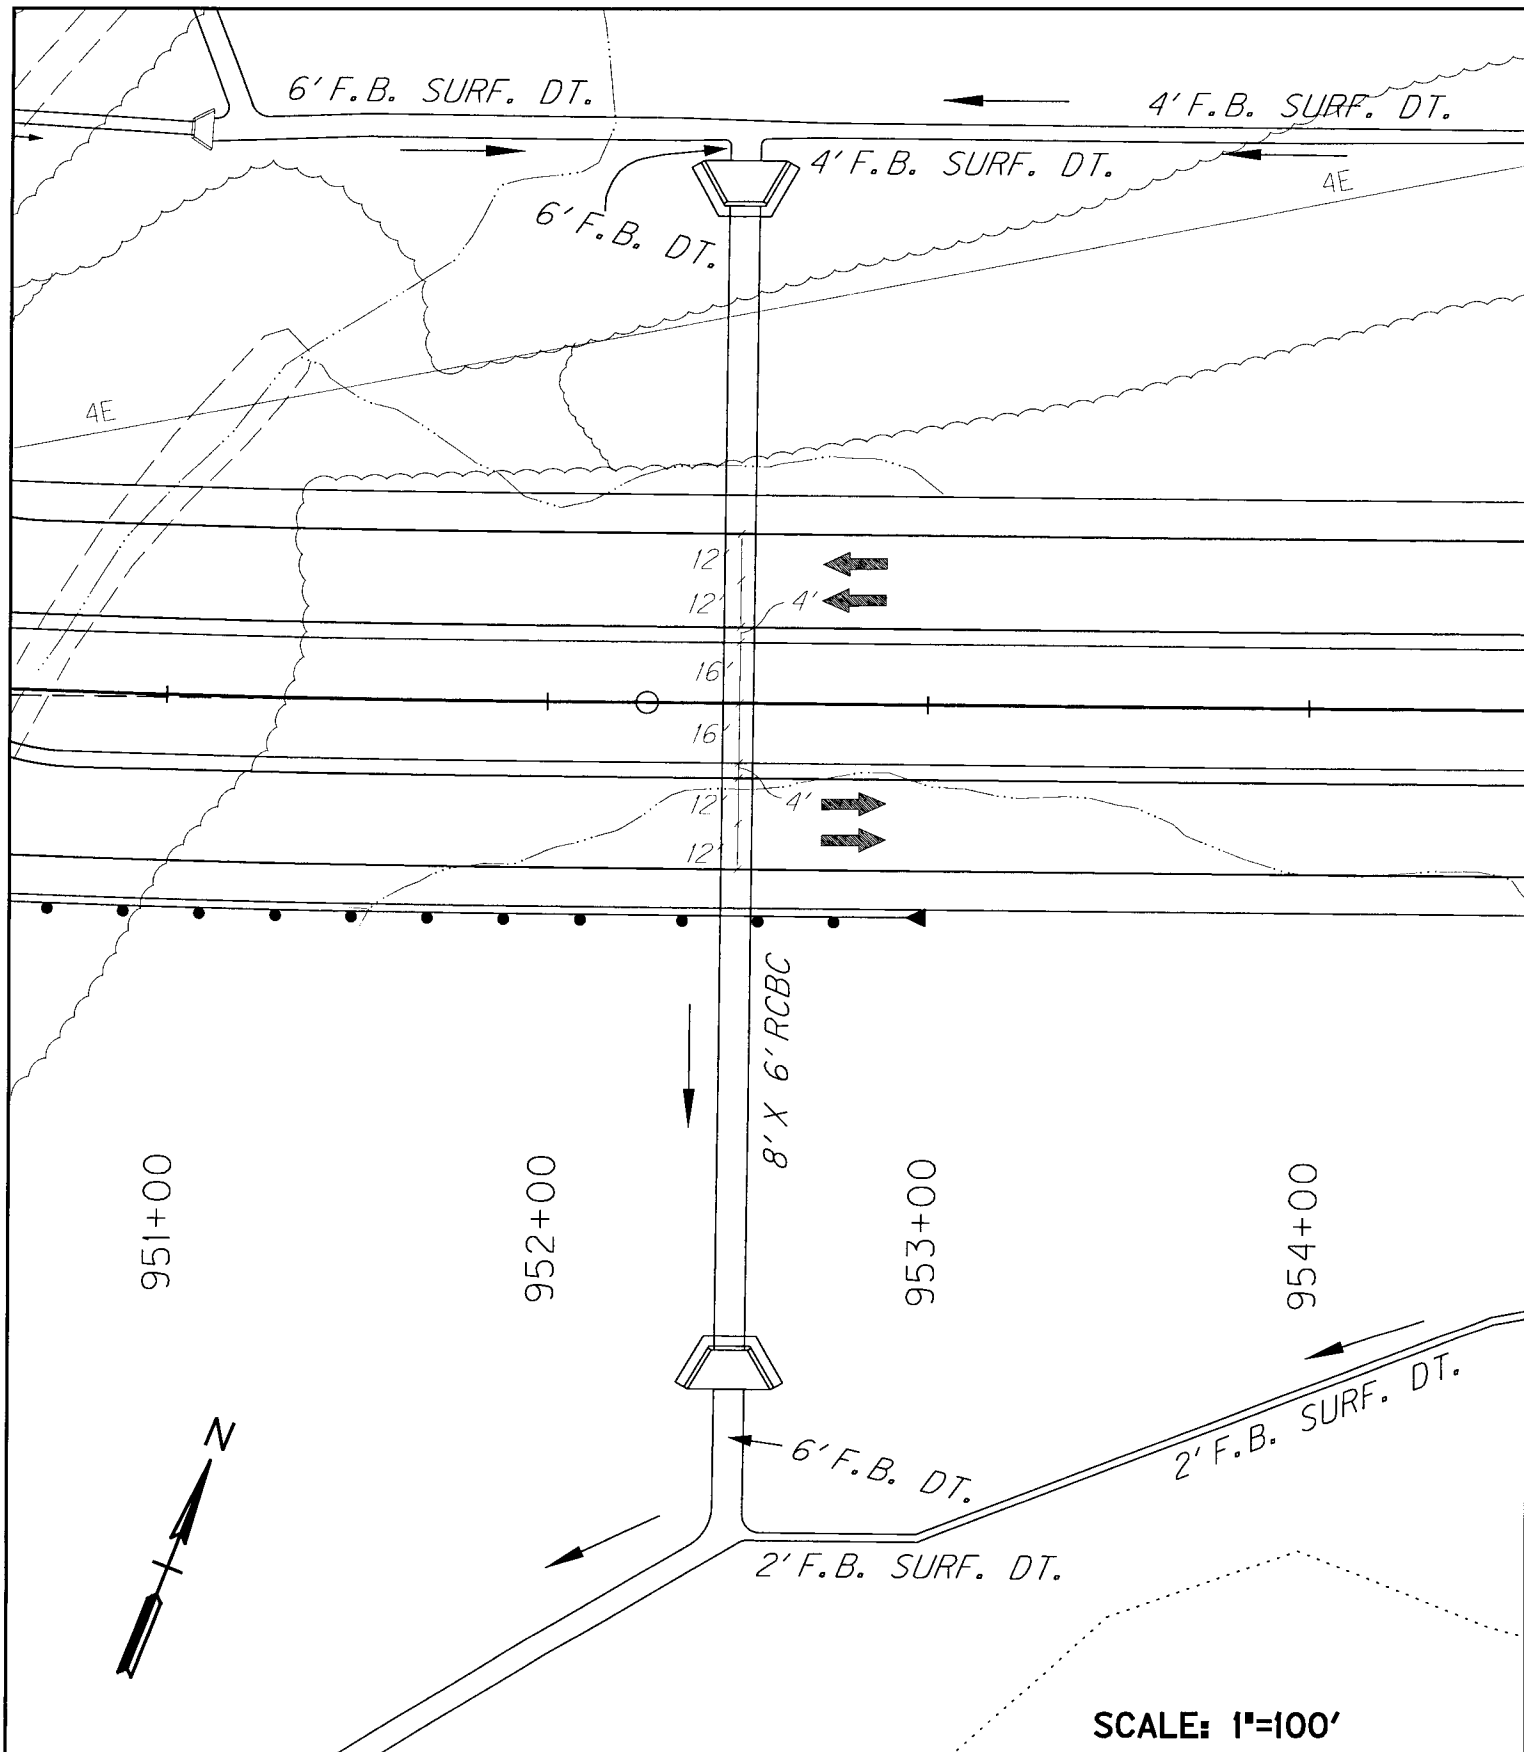 6' F.B. SURF. DT.
4' F.B. SURF. DT.
4' F.B. SURF. DT.
6' F.B. DT.
4E
4E
12'
12'
4'
16'
16'
4'
12'
12'
8' X 6' RCBC
951+00
952+00
953+00
954+00
2' F.B. SURF. DT.
N
6' F.B. DT.
2' F.B. SURF. DT.
SCALE: 1"=100'